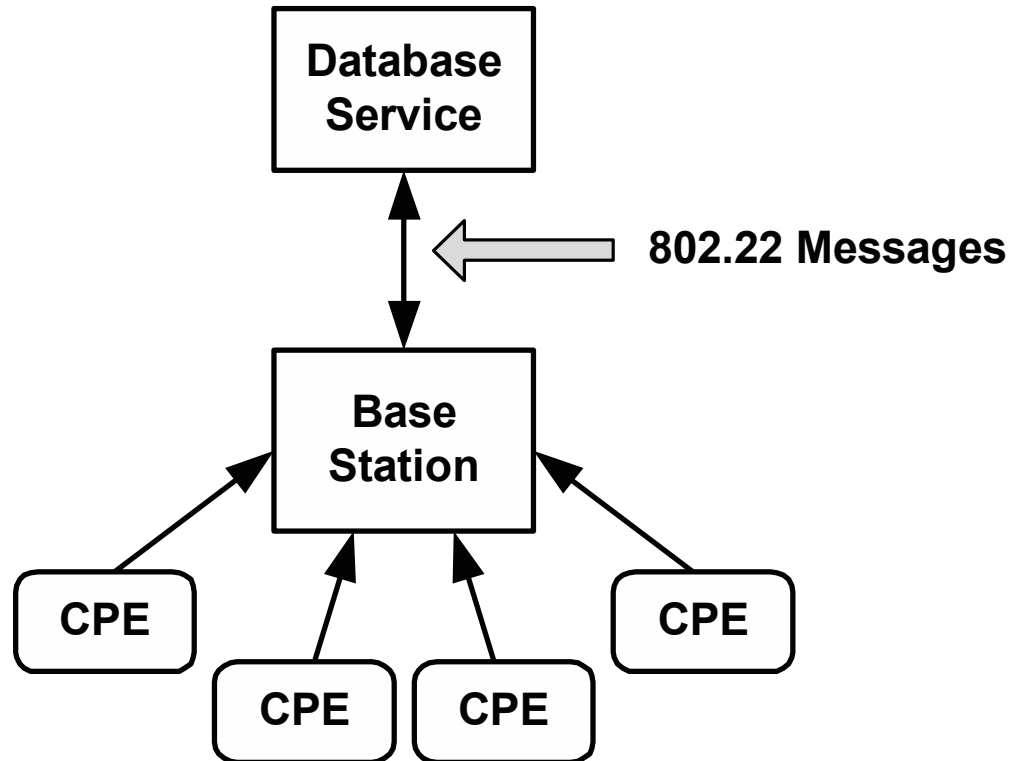 Database
Service
802.22 Messages
Base
Station
CPE
CPE
CPE
CPE